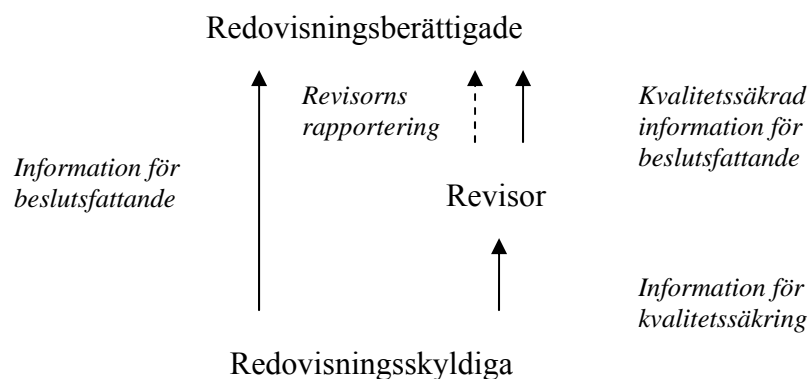 Redovisningsberättigade
Revisorns
rapportering
Kvalitetssäkrad
information för
beslutsfattande
Information för
beslutsfattande
Revisor
Information för
kvalitetssäkring
Redovisningsskyldiga